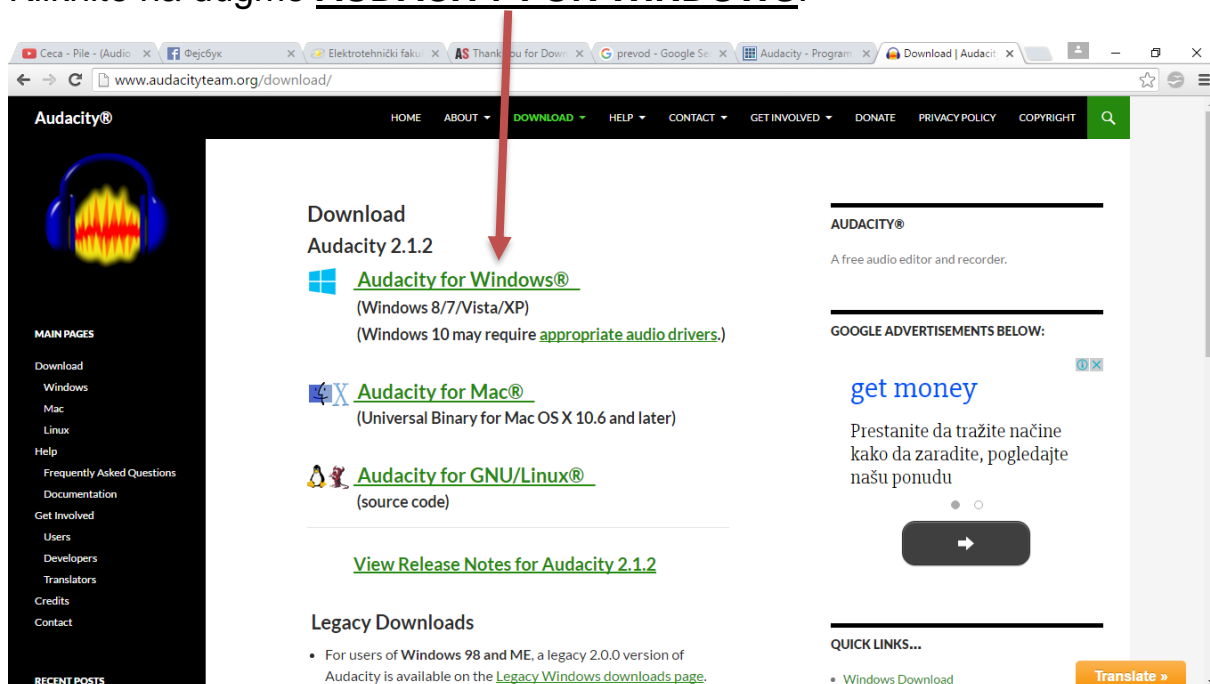 Kliknite na dugme AUDACITY FOR WINDOWS.
Ceca - Pile - (Audio
Фејсбук
Elektrotehnički fakul
AS Thank you for Down
G prevod - Google Se
Audacity - Program
Download | Audacit
www.audacityteam.org/download/
Audacity®
HOME ABOUT DOWNLOAD HELP CONTACT GET INVOLVED DONATE PRIVACY POLICY COPYRIGHT
MAIN PAGES
Download
Windows
Mac
Linux
Help
Frequently Asked Questions
Documentation
Get Involved
Users
Developers
Translators
Credits
Contact
RECENT POSTS
Download
Audacity 2.1.2
Audacity for Windows®
(Windows 8/7/Vista/XP)
(Windows 10 may require appropriate audio drivers.)
Audacity for Mac®
(Universal Binary for Mac OS X 10.6 and later)
Audacity for GNU/Linux®
(source code)
View Release Notes for Audacity 2.1.2
Legacy Downloads
• For users of Windows 98 and ME, a legacy 2.0.0 version of
Audacity is available on the Legacy Windows downloads page.
AUDACITY®
A free audio editor and recorder.
GOOGLE ADVERTISEMENTS BELOW:
get money
Prestanite da tražite načine
kako da zaradite, pogledajte
našu ponudu
QUICK LINKS...
• Windows Download
Translate »